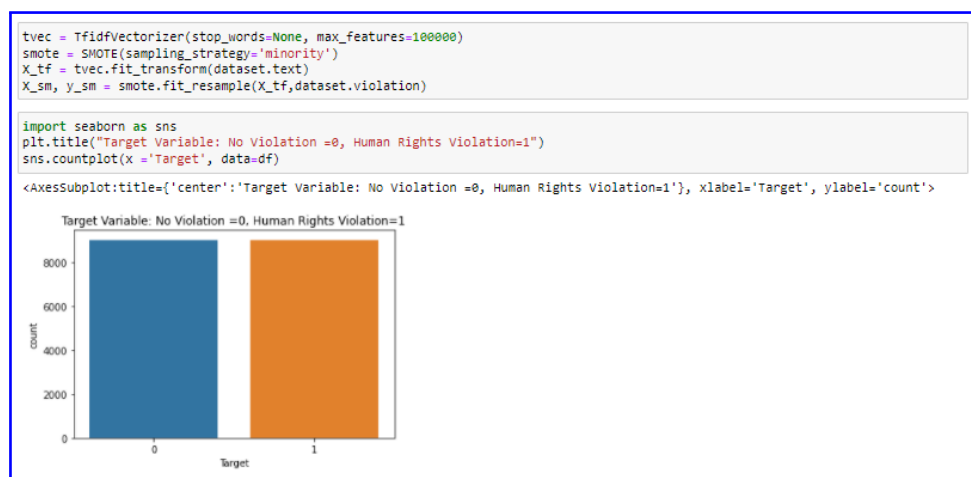 tvec = TfidfVectorizer(stop_words=None, max_features=100000)
smote = SMOTE(sampling_strategy='minority')
X_tf = tvec.fit_transform(dataset.text)
X_sm, y_sm = smote.fit_resample(X_tf,dataset.violation)
import seaborn as sns
plt.title("Target Variable: No Violation =0, Human Rights Violation=1")
sns.countplot(x ='Target', data=df)
<AxesSubplot:title={'center':'Target Variable: No Violation =0, Human Rights Violation=1'}, xlabel='Target', ylabel='count'>
Target Variable: No Violation =0, Human Rights Violation=1
8000
6000
4000
2000
0
count
0 1
Target